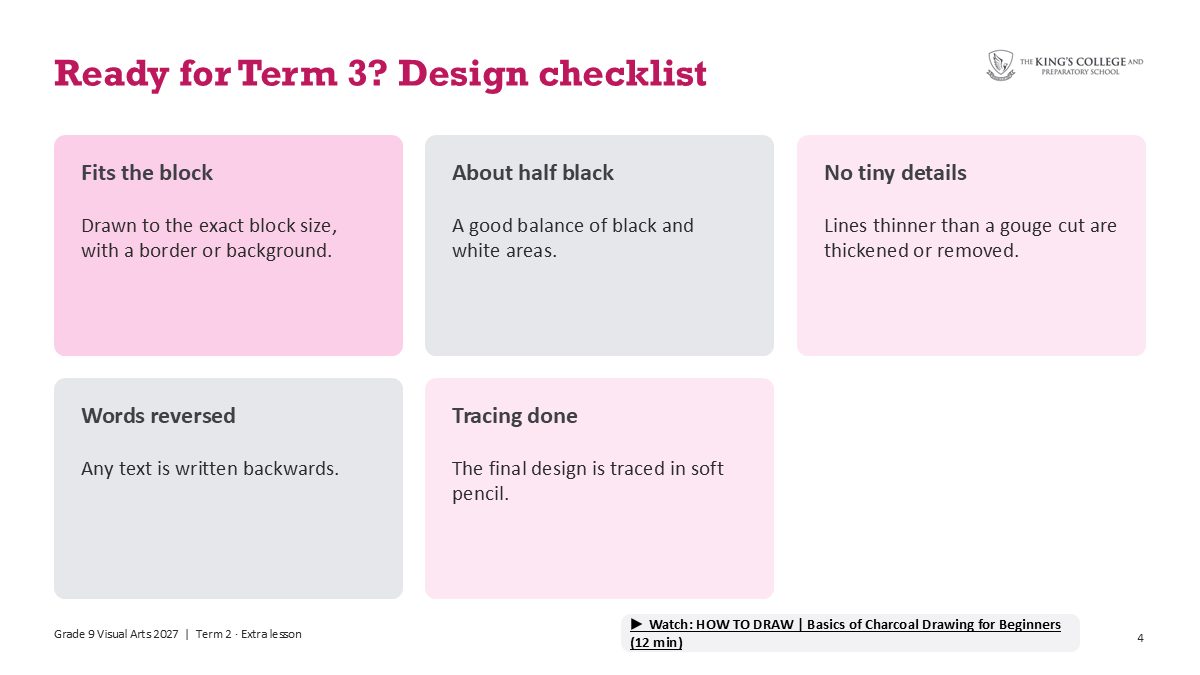 Ready for Term 3? Design checklist
THE KING'S COLLEGE AND
PREPARATORY SCHOOL
Fits the block
Drawn to the exact block size,
with a border or background.
About half black
A good balance of black and
white areas.
No tiny details
Lines thinner than a gouge cut are
thickened or removed.
Words reversed
Any text is written backwards.
Tracing done
The final design is traced in soft
pencil.
Grade 9 Visual Arts 2027 | Term 2 · Extra lesson
▶ Watch: HOW TO DRAW | Basics of Charcoal Drawing for Beginners
(12 min)
4